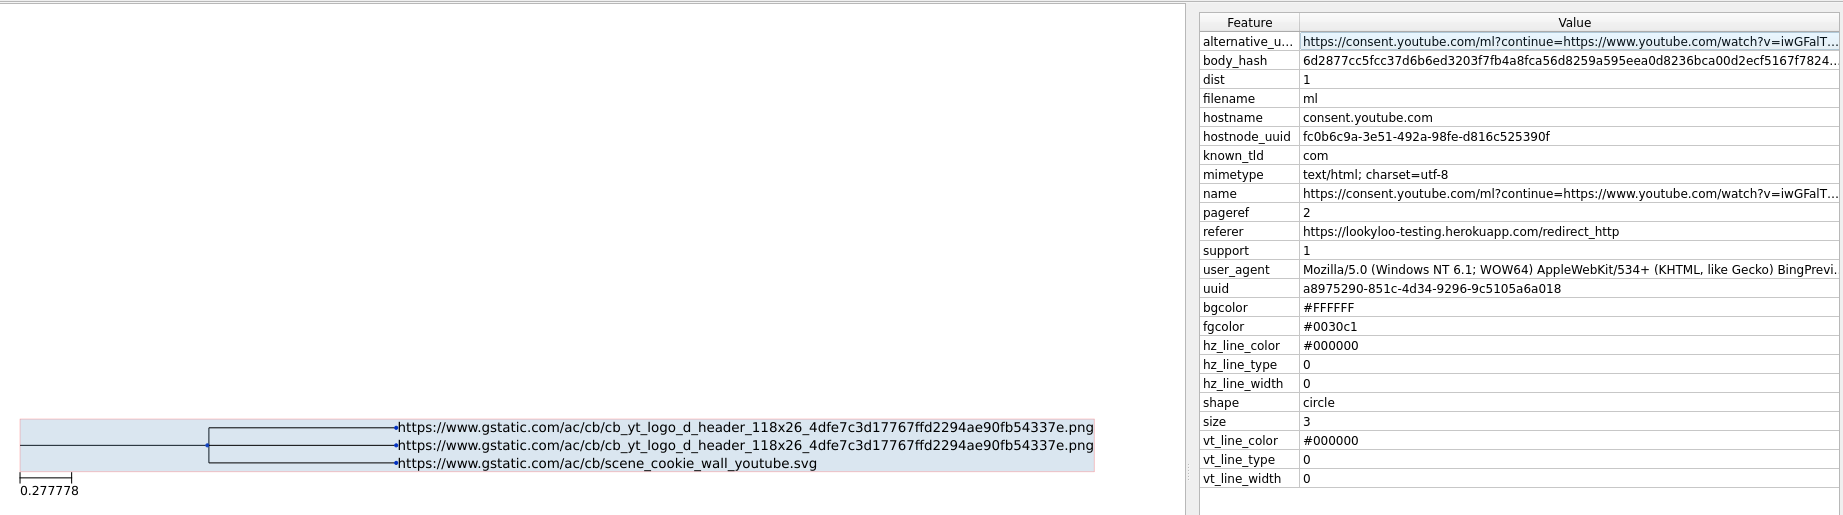 https://www.gstatic.com/ac/cb/cb_yt_logo_d_header_118x26_4dfe7c3d17767ffd2294ae90fb54337e.png
https://www.gstatic.com/ac/cb/cb_yt_logo_d_header_118x26_4dfe7c3d17767ffd2294ae90fb54337e.png
https://www.gstatic.com/ac/cb/scene_cookie_wall_youtube.svg
0.277778
Feature Value
alternative_u... https://consent.youtube.com/ml?continue=https://www.youtube.com/watch?v=iwGFalT...
body_hash 6d2877cc5fcc37d6b6ed3203f7fb4a8fca56d8259a595eea0d8236bca00d2ecf5167f7824...
dist 1
filename ml
hostname consent.youtube.com
hostnode_uuid fc0b6c9a-3e51-492a-98fe-d816c525390f
known_tld com
mimetype text/html; charset=utf-8
name https://consent.youtube.com/ml?continue=https://www.youtube.com/watch?v=iwGFalT...
pageref 2
referer https://lookyloo-testing.herokuapp.com/redirect_http
support 1
user_agent Mozilla/5.0 (Windows NT 6.1; WOW64) AppleWebKit/534+ (KHTML, like Gecko) BingPrevi...
uuid a8975290-851c-4d34-9296-9c5105a6a018
bgcolor #FFFFFF
fgcolor #0030c1
hz_line_color #000000
hz_line_type 0
hz_line_width 0
shape circle
size 3
vt_line_color #000000
vt_line_type 0
vt_line_width 0